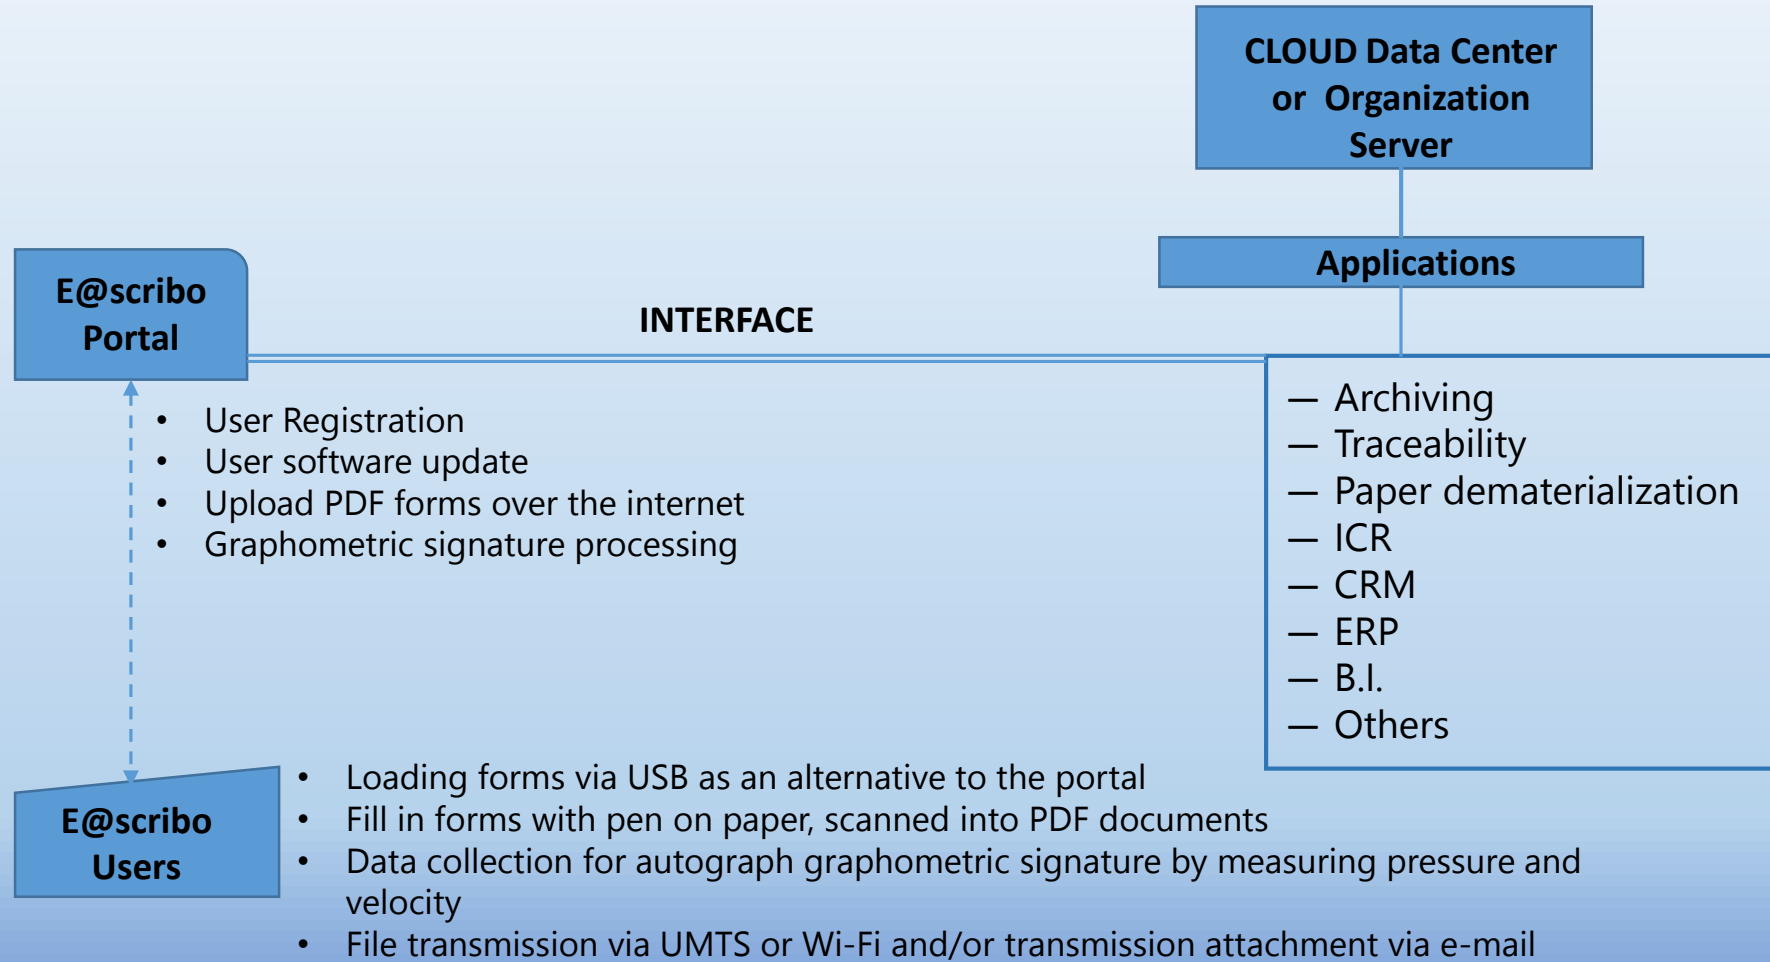 CLOUD Data Center
or Organization
Server
Applications
E@scribo
Portal
INTERFACE
• User Registration
• User software update
• Upload PDF forms over the internet
• Graphometric signature processing
— Archiving
— Traceability
— Paper dematerialization
— ICR
— CRM
— ERP
— B.I.
— Others
E@scribo
Users
• Loading forms via USB as an alternative to the portal
• Fill in forms with pen on paper, scanned into PDF documents
• Data collection for autograph graphometric signature by measuring pressure and
velocity
• File transmission via UMTS or Wi-Fi and/or transmission attachment via e-mail